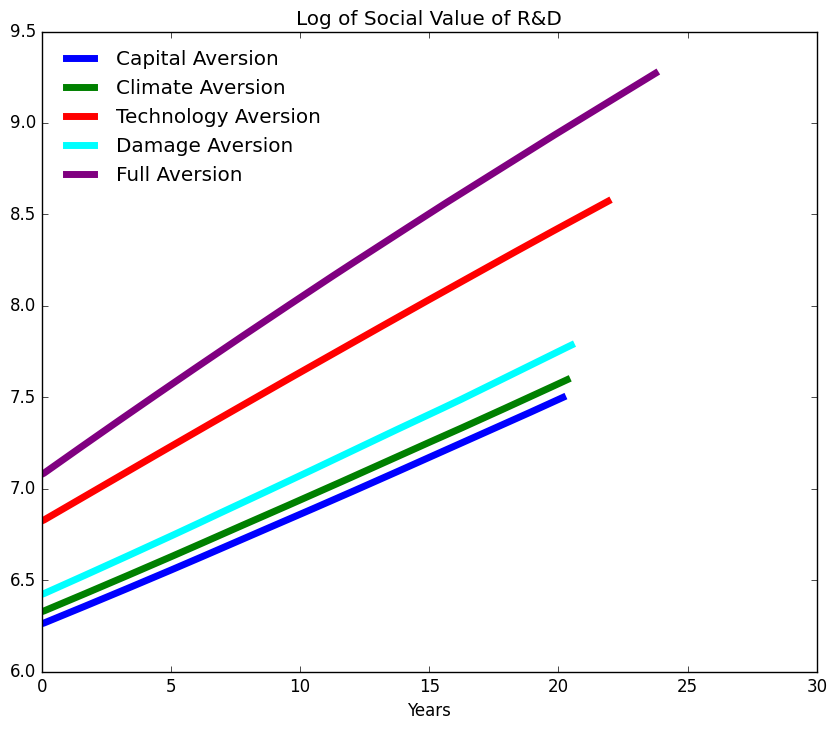 Log of Social Value of R&D
9.5
9.0
8.5
8.0
7.5
7.0
6.5
6.0
Capital Aversion
Climate Aversion
Technology Aversion
Damage Aversion
Full Aversion
0 5 10 15 20 25 30
Years